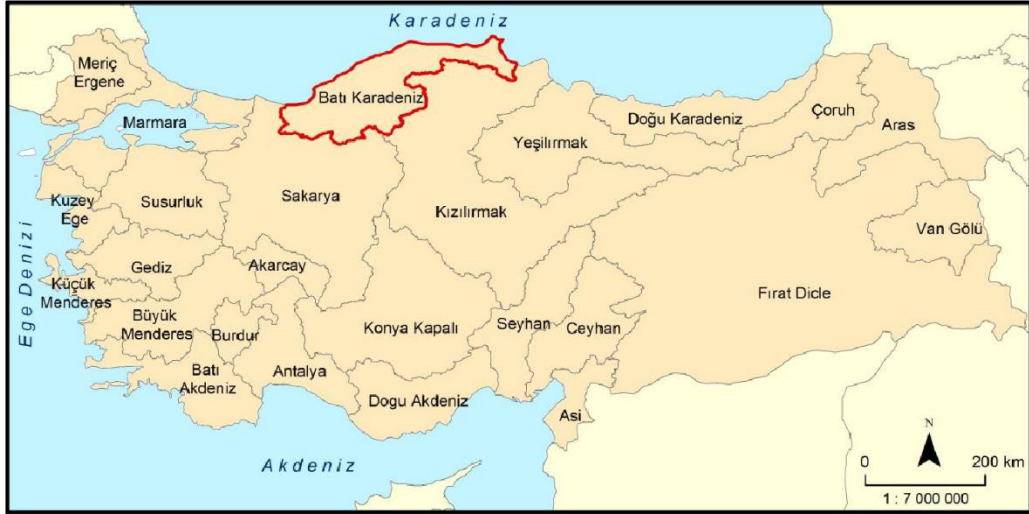 Karadeniz
Meriç
Ergene
Batı Karadeniz
Marmara
Doğu Karadeniz
Çoruh
Aras
Yeşilırmak
Kuzey
Ege
Susurluk
Sakarya
Kızılırmak
Van Gölü
Ege Denizi
Gediz
Akarcay
Küçük
Menderes
Fırat Dicle
Büyük
Menderes
Burdur
Konya Kapalı
Seyhan
Ceyhan
Batı
Akdeniz
Antalya
Dogu Akdeniz
Asi
Akdeniz
N
0 200 km
1 : 7 000 000